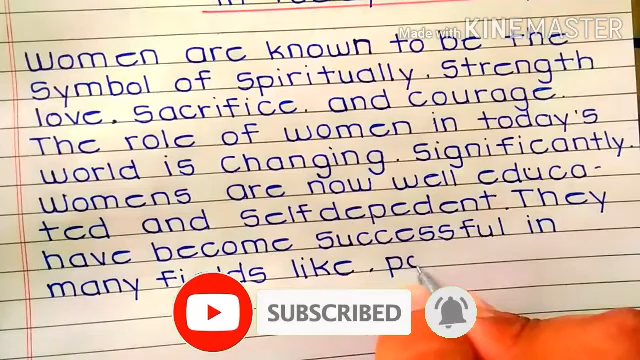 Made with KINEMASTER
Women are known to be the
symbol of spiritually. Strength
love. sacrifice. and courage.
The role of women in today's
world is changing. significantly.
womens are now well educa-
ted and selfdepedent. They
have become successful in
many fields like. po
SUBSCRIBED